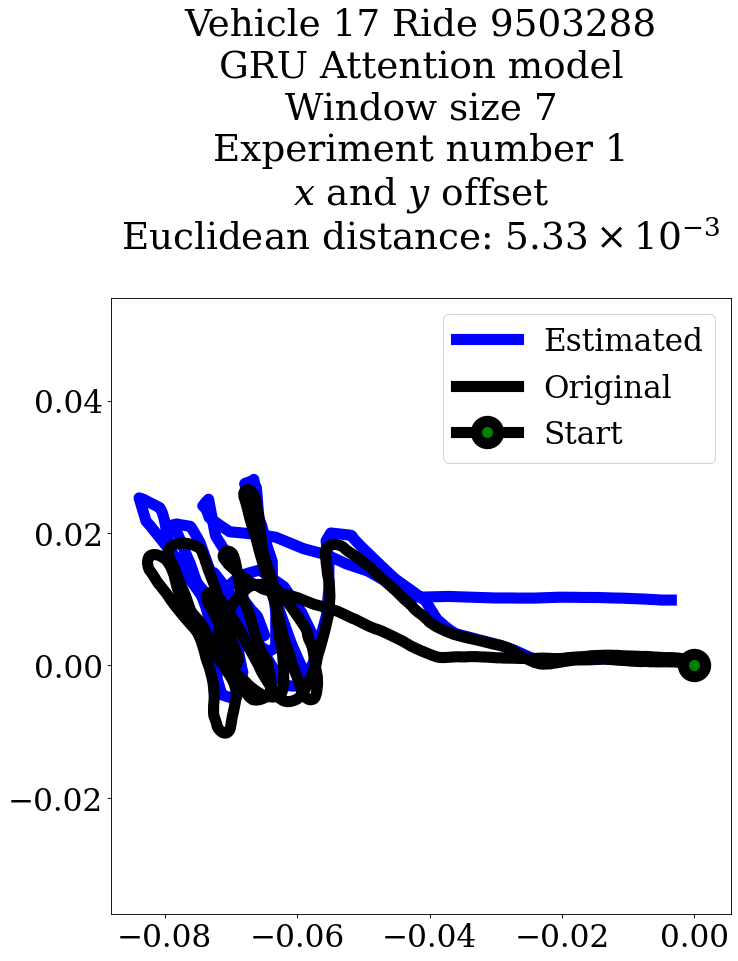 Vehicle 17 Ride 9503288
GRU Attention model
Window size 7
Experiment number 1
x and y offset
Euclidean distance: 5.33 × 10⁻³
Estimated
Original
Start
0.04
0.02
0.00
−0.02
−0.08 −0.06 −0.04 −0.02 0.00